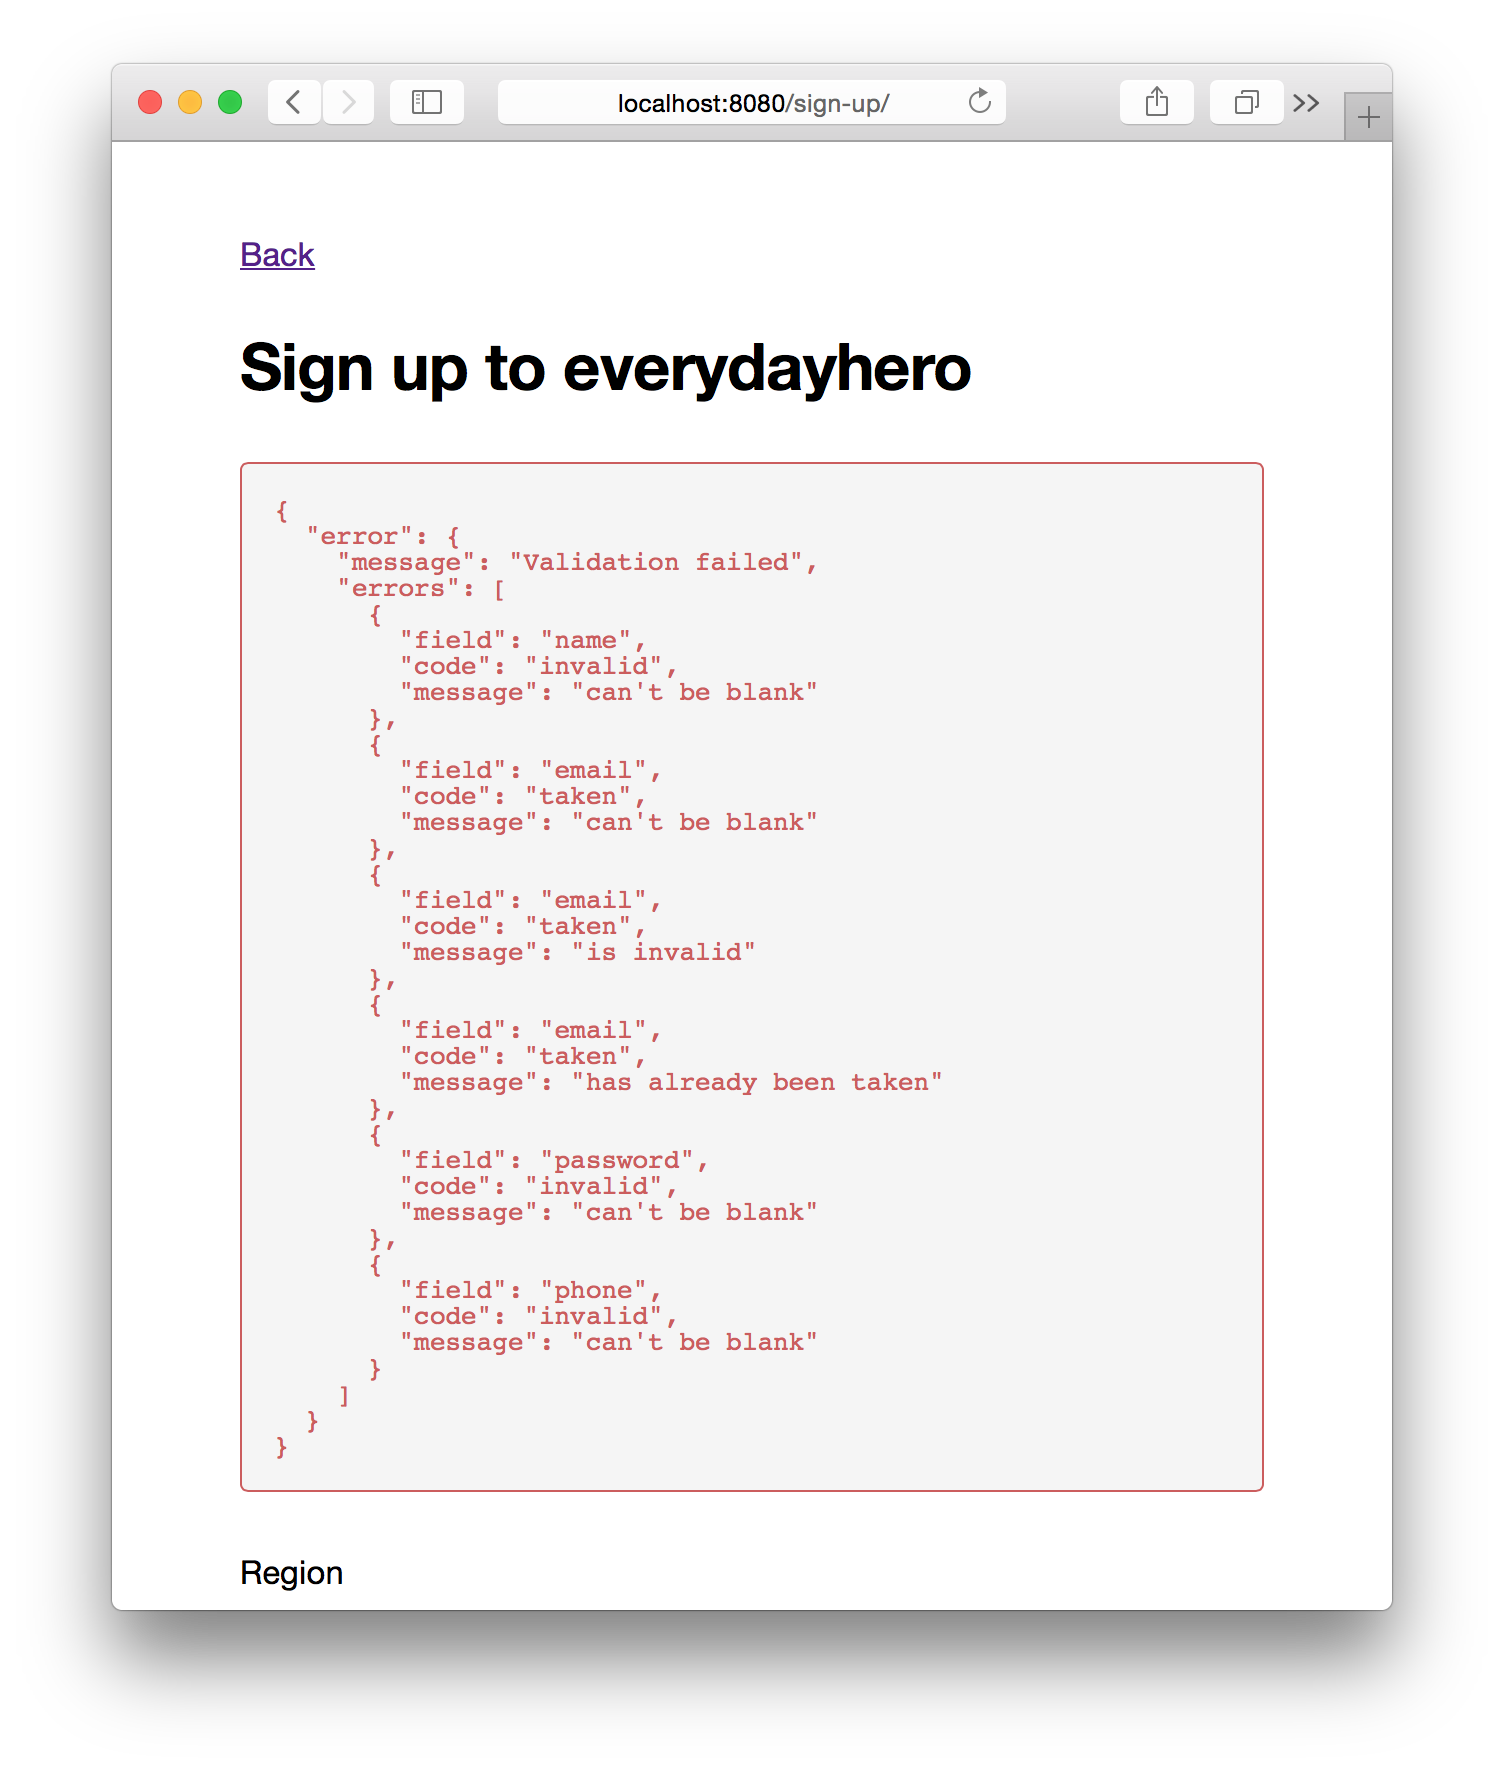 localhost:8080/sign-up/
Back
Sign up to everydayhero
{
  "error": {
    "message": "Validation failed",
    "errors": [
      {
        "field": "name",
        "code": "invalid",
        "message": "can't be blank"
      },
      {
        "field": "email",
        "code": "taken",
        "message": "can't be blank"
      },
      {
        "field": "email",
        "code": "taken",
        "message": "is invalid"
      },
      {
        "field": "email",
        "code": "taken",
        "message": "has already been taken"
      },
      {
        "field": "password",
        "code": "invalid",
        "message": "can't be blank"
      },
      {
        "field": "phone",
        "code": "invalid",
        "message": "can't be blank"
      }
    ]
  }
}
Region